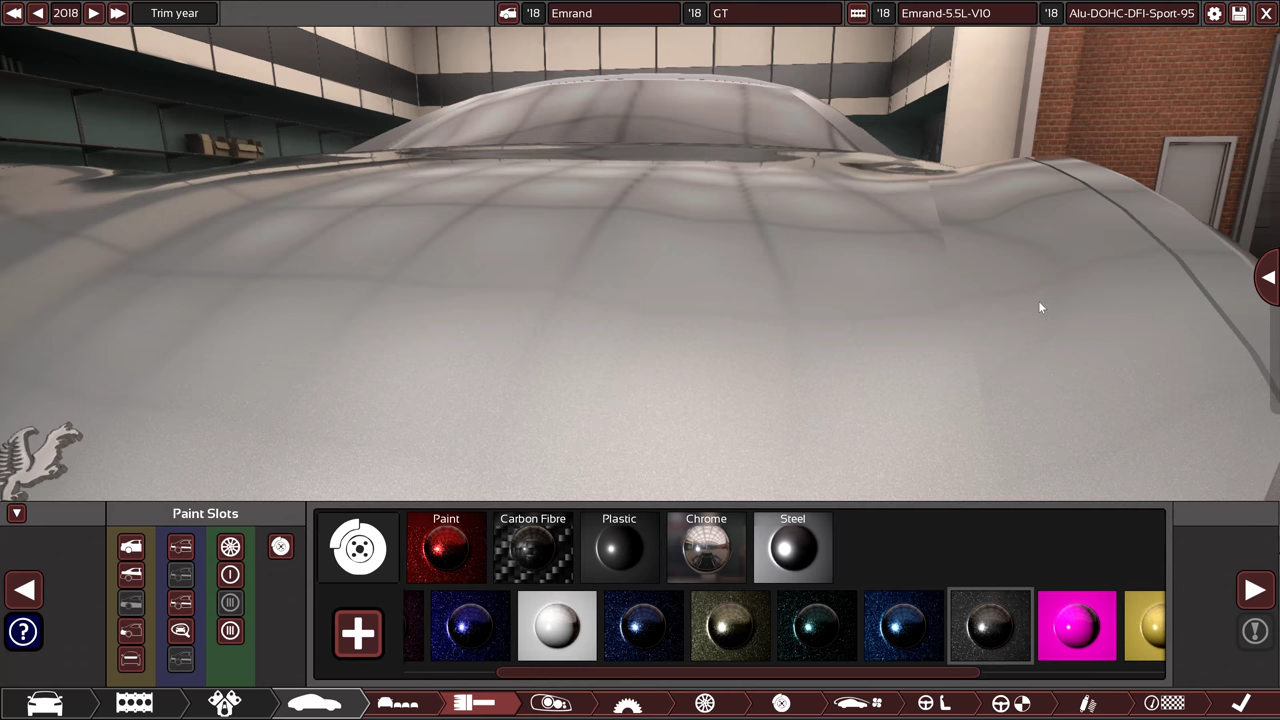 2018
Trim year
'18
Emrand
'18
GT
'18
Emrand-5.5L-V10
'18
Alu-DOHC-DFI-Sport-95
Paint Slots
Paint
Carbon Fibre
Plastic
Chrome
Steel